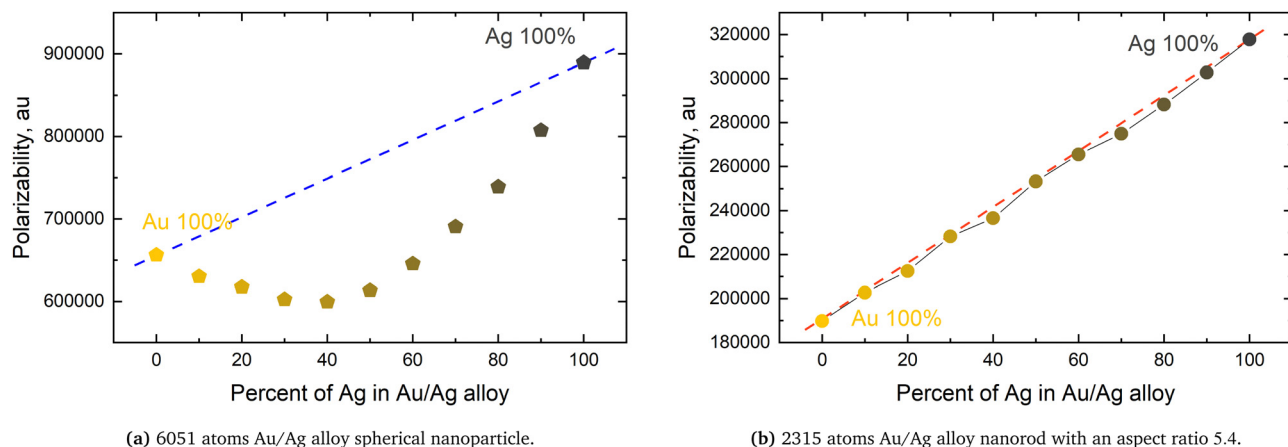 Polarizability, au
900000
800000
700000
600000
Ag 100%
Au 100%
0 20 40 60 80 100
Percent of Ag in Au/Ag alloy
(a) 6051 atoms Au/Ag alloy spherical nanoparticle.
Polarizability, au
320000
300000
280000
260000
240000
220000
200000
180000
Ag 100%
Au 100%
0 20 40 60 80 100
Percent of Ag in Au/Ag alloy
(b) 2315 atoms Au/Ag alloy nanorod with an aspect ratio 5.4.